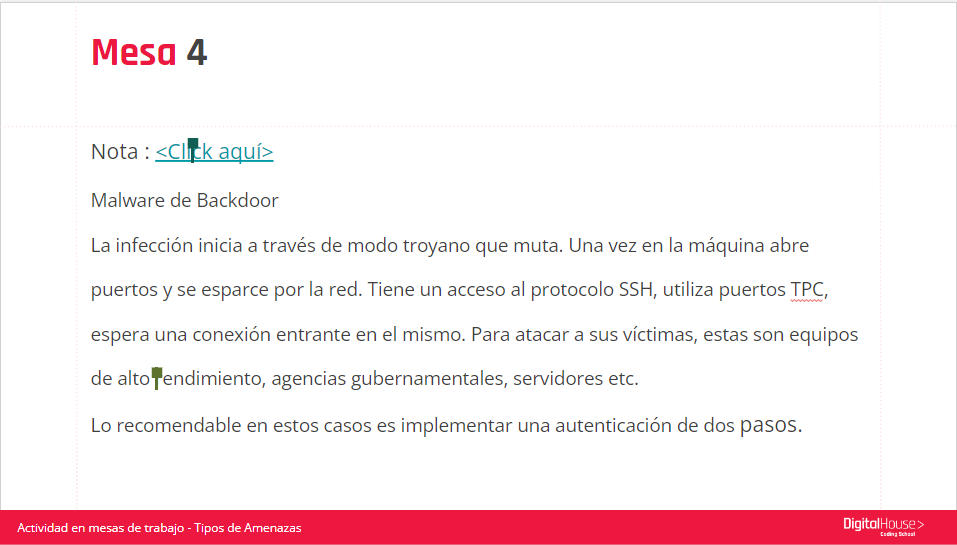 Mesa 4
Nota : <Click aquí>
Malware de Backdoor
La infección inicia a través de modo troyano que muta. Una vez en la máquina abre
puertos y se esparce por la red. Tiene un acceso al protocolo SSH, utiliza puertos TPC,
espera una conexión entrante en el mismo. Para atacar a sus víctimas, estas son equipos
de alto rendimiento, agencias gubernamentales, servidores etc.
Lo recomendable en estos casos es implementar una autenticación de dos pasos.
Actividad en mesas de trabajo - Tipos de Amenazas
DigitalHouse>
Coding School